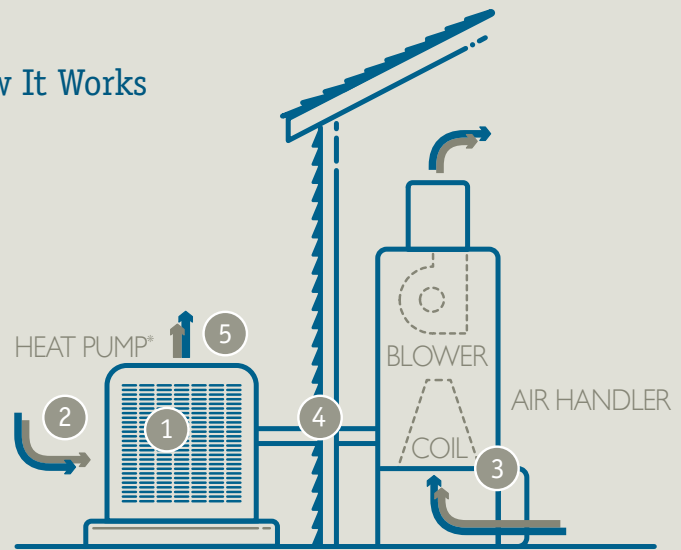 It Works
5
HEAT PUMP*
BLOWER
2
1
4
AIR HANDLER
COIL
3